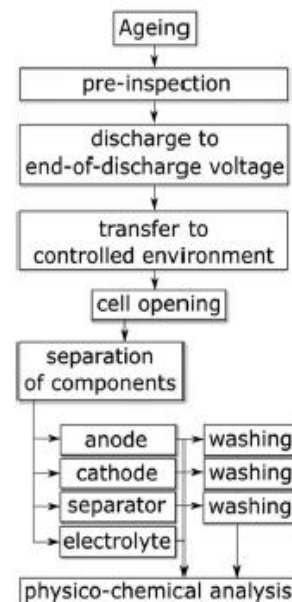 Ageing
pre-inspection
discharge to
end-of-discharge voltage
transfer to
controlled environment
cell opening
separation
of components
anode
washing
cathode
washing
separator
washing
electrolyte
physico-chemical analysis